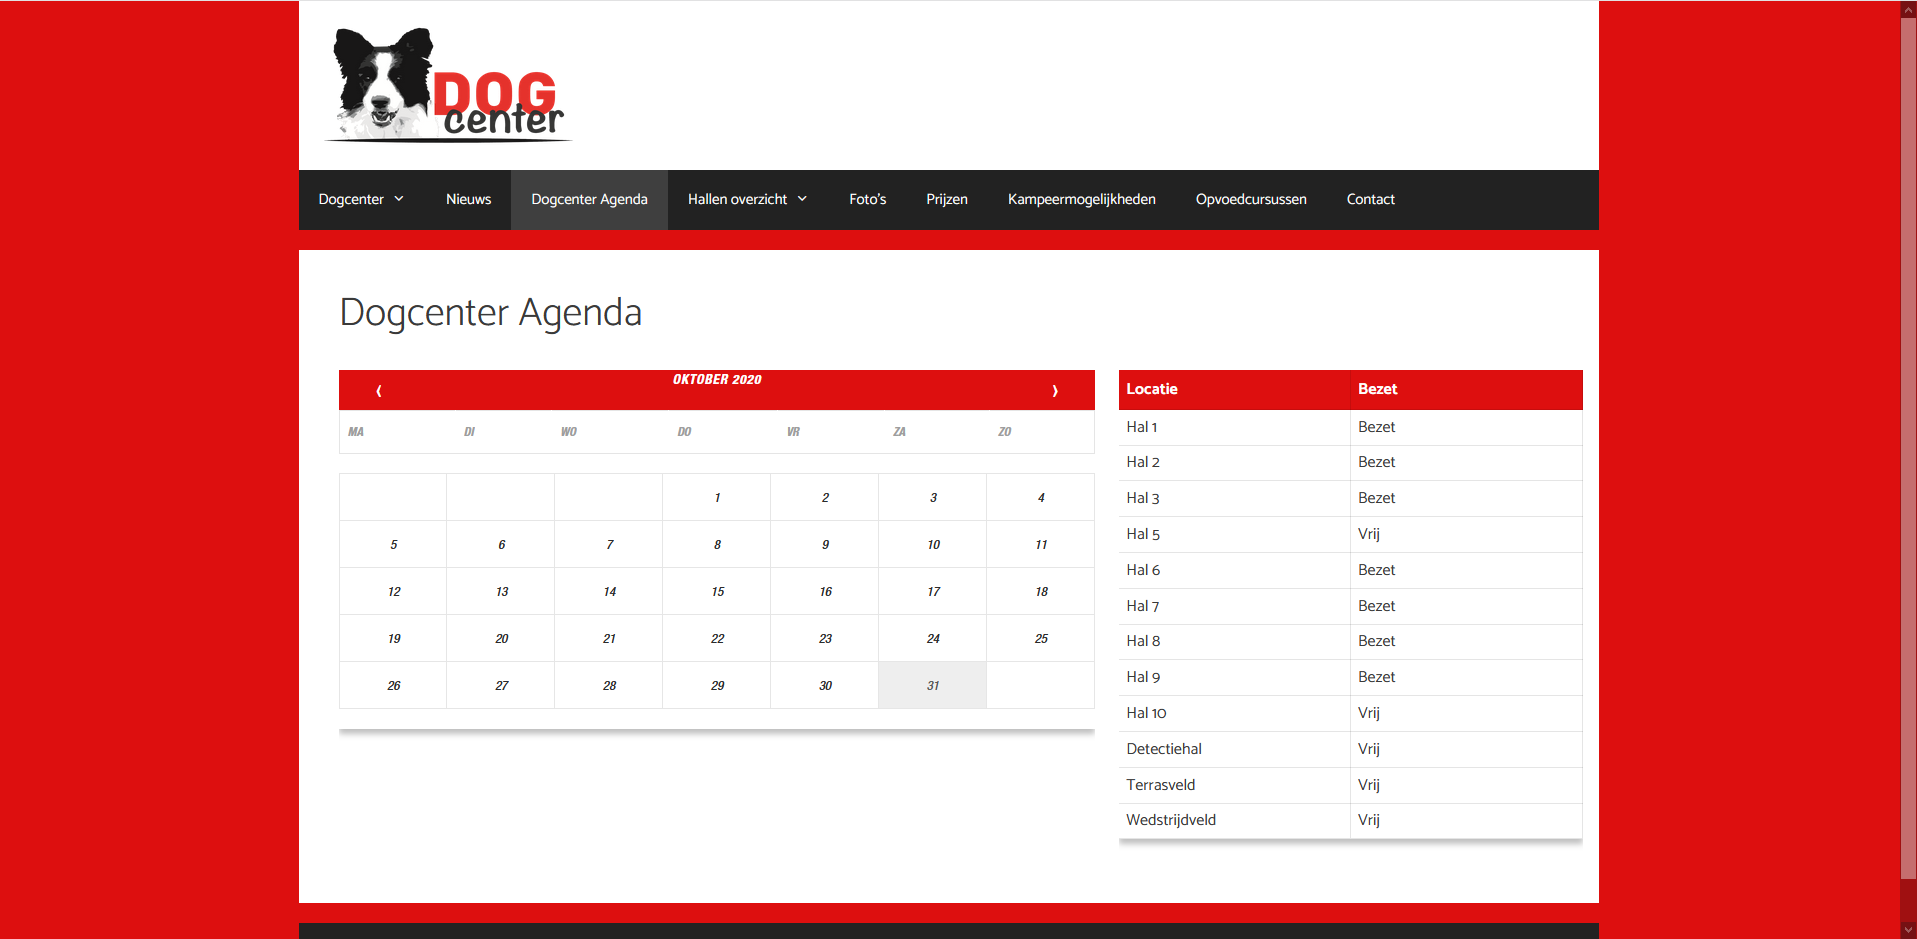 DOG
center
Dogcenter Nieuws Dogcenter Agenda Hallen overzicht Foto's Prijzen Kampeermogelijkheden Opvoedcursussen Contact
Dogcenter Agenda
‹ OKTOBER 2020 ›
MA DI WO DO VR ZA ZO
1 2 3 4
5 6 7 8 9 10 11
12 13 14 15 16 17 18
19 20 21 22 23 24 25
26 27 28 29 30 31
Locatie Bezet
Hal 1 Bezet
Hal 2 Bezet
Hal 3 Bezet
Hal 5 Vrij
Hal 6 Bezet
Hal 7 Bezet
Hal 8 Bezet
Hal 9 Bezet
Hal 10 Vrij
Detectiehal Vrij
Terrasveld Vrij
Wedstrijdveld Vrij